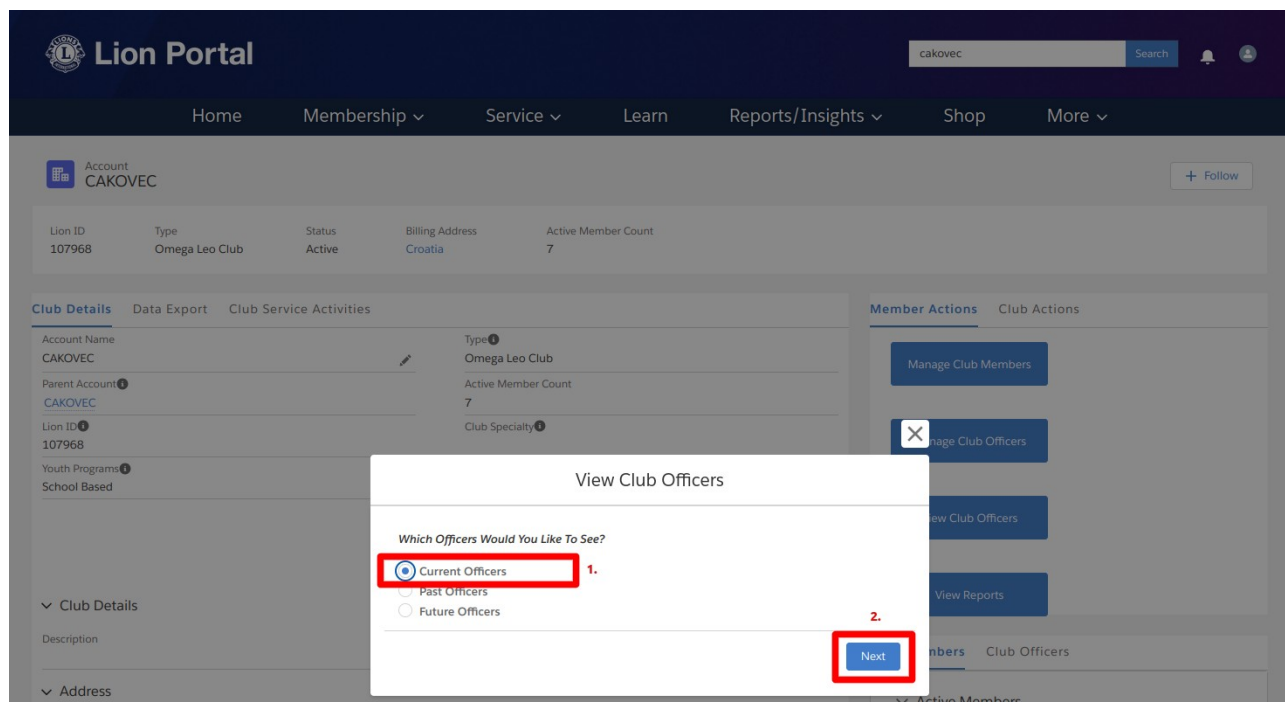 Lion Portal
cakovec
Search
Home Membership Service Learn Reports/Insights Shop More
Account
CAKOVEC
+ Follow
Lion ID Type Status Billing Address Active Member Count
107968 Omega Leo Club Active Croatia 7
Club Details Data Export Club Service Activities
Account Name
CAKOVEC
Type
Omega Leo Club
Parent Account
CAKOVEC
Active Member Count
7
Lion ID
107968
Club Specialty
Youth Programs
School Based
Club Details
Description
Address
Member Actions Club Actions
Manage Club Members
nage Club Officers
ew Club Officers
View Reports
nbers Club Officers
Active Members
View Club Officers
Which Officers Would You Like To See?
Current Officers 1.
Past Officers
Future Officers
2.
Next